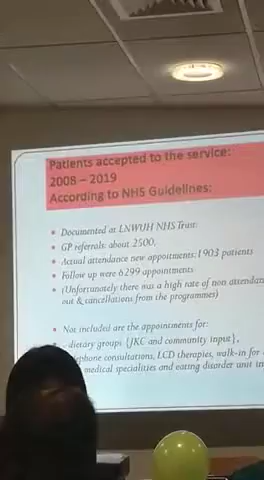 Patients accepted to the service:
2008 – 2019
According to NHS Guidelines:
Documented at LNWUH NHS Trust:
GP referrals: about 2500,
Actual attendance new appoitments: 1903 patients
Follow up were 6299 appointments
(Unfortunately there was a high rate of non attendan
out & cancellations from the programmes)
Not included are the appointments for:
- dietary groups {JKC and community input},
ephone consultations, LCD therapies, walk-in for
medical specialities and eating disorder unit in